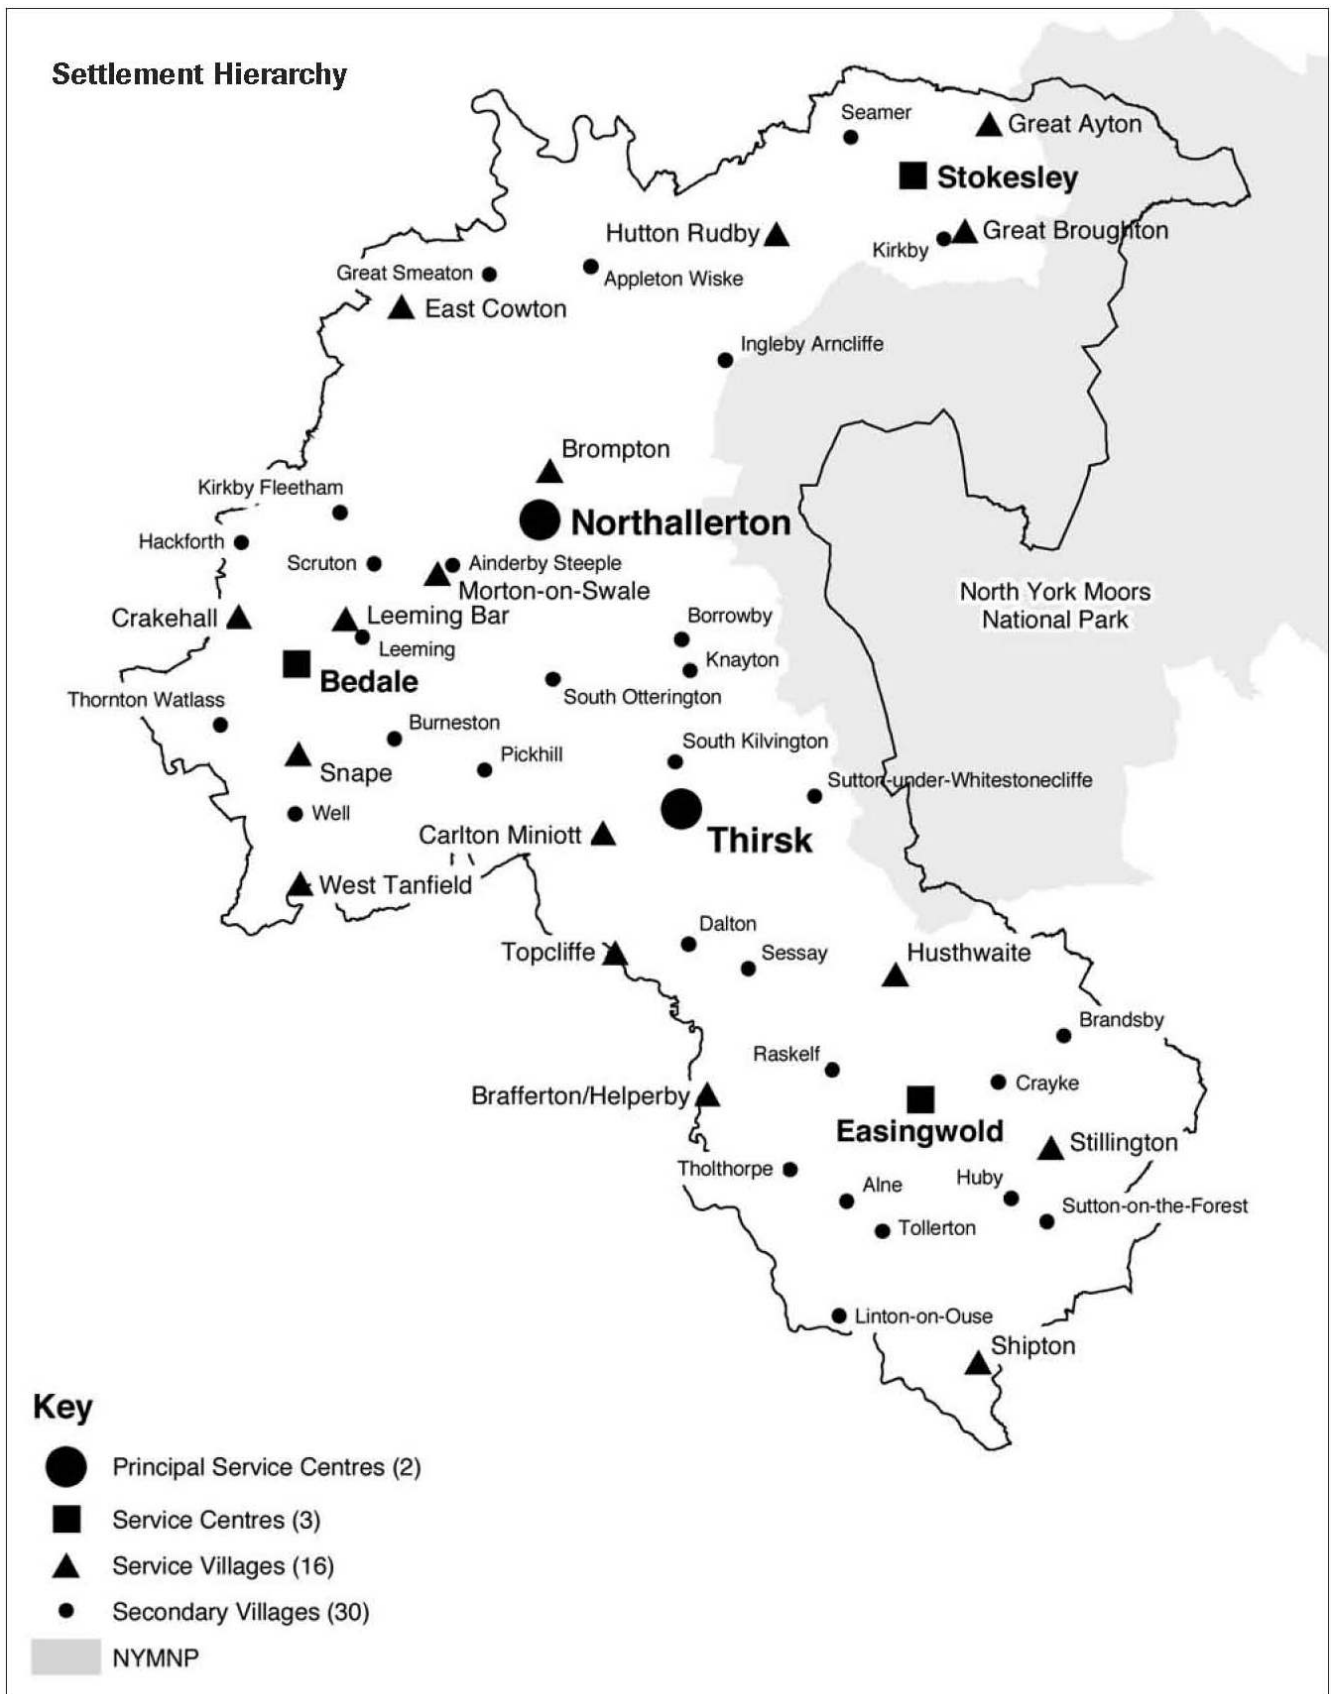 Settlement Hierarchy
Seamer
Great Ayton
Stokesley
Hutton Rudby
Great Broughton
Kirkby
Great Smeaton
Appleton Wiske
East Cowton
Ingleby Arncliffe
Brompton
Kirkby Fleetham
Northallerton
Hackforth
Scruton
Ainderby Steeple
Morton-on-Swale
North York Moors
National Park
Crakehall
Leeming Bar
Borrowby
Leeming
Knayton
Bedale
South Otterington
Thornton Watlass
Burneston
South Kilvington
Pickhill
Snape
Sutton-under-Whitestonecliffe
Well
Carlton Miniott
Thirsk
West Tanfield
Dalton
Topcliffe
Sessay
Husthwaite
Brandsby
Raskelf
Crayke
Brafferton/Helperby
Easingwold
Stillington
Tholthorpe
Alne
Huby
Sutton-on-the-Forest
Tollerton
Linton-on-Ouse
Shipton
Key
Principal Service Centres (2)
Service Centres (3)
Service Villages (16)
Secondary Villages (30)
NYMNP